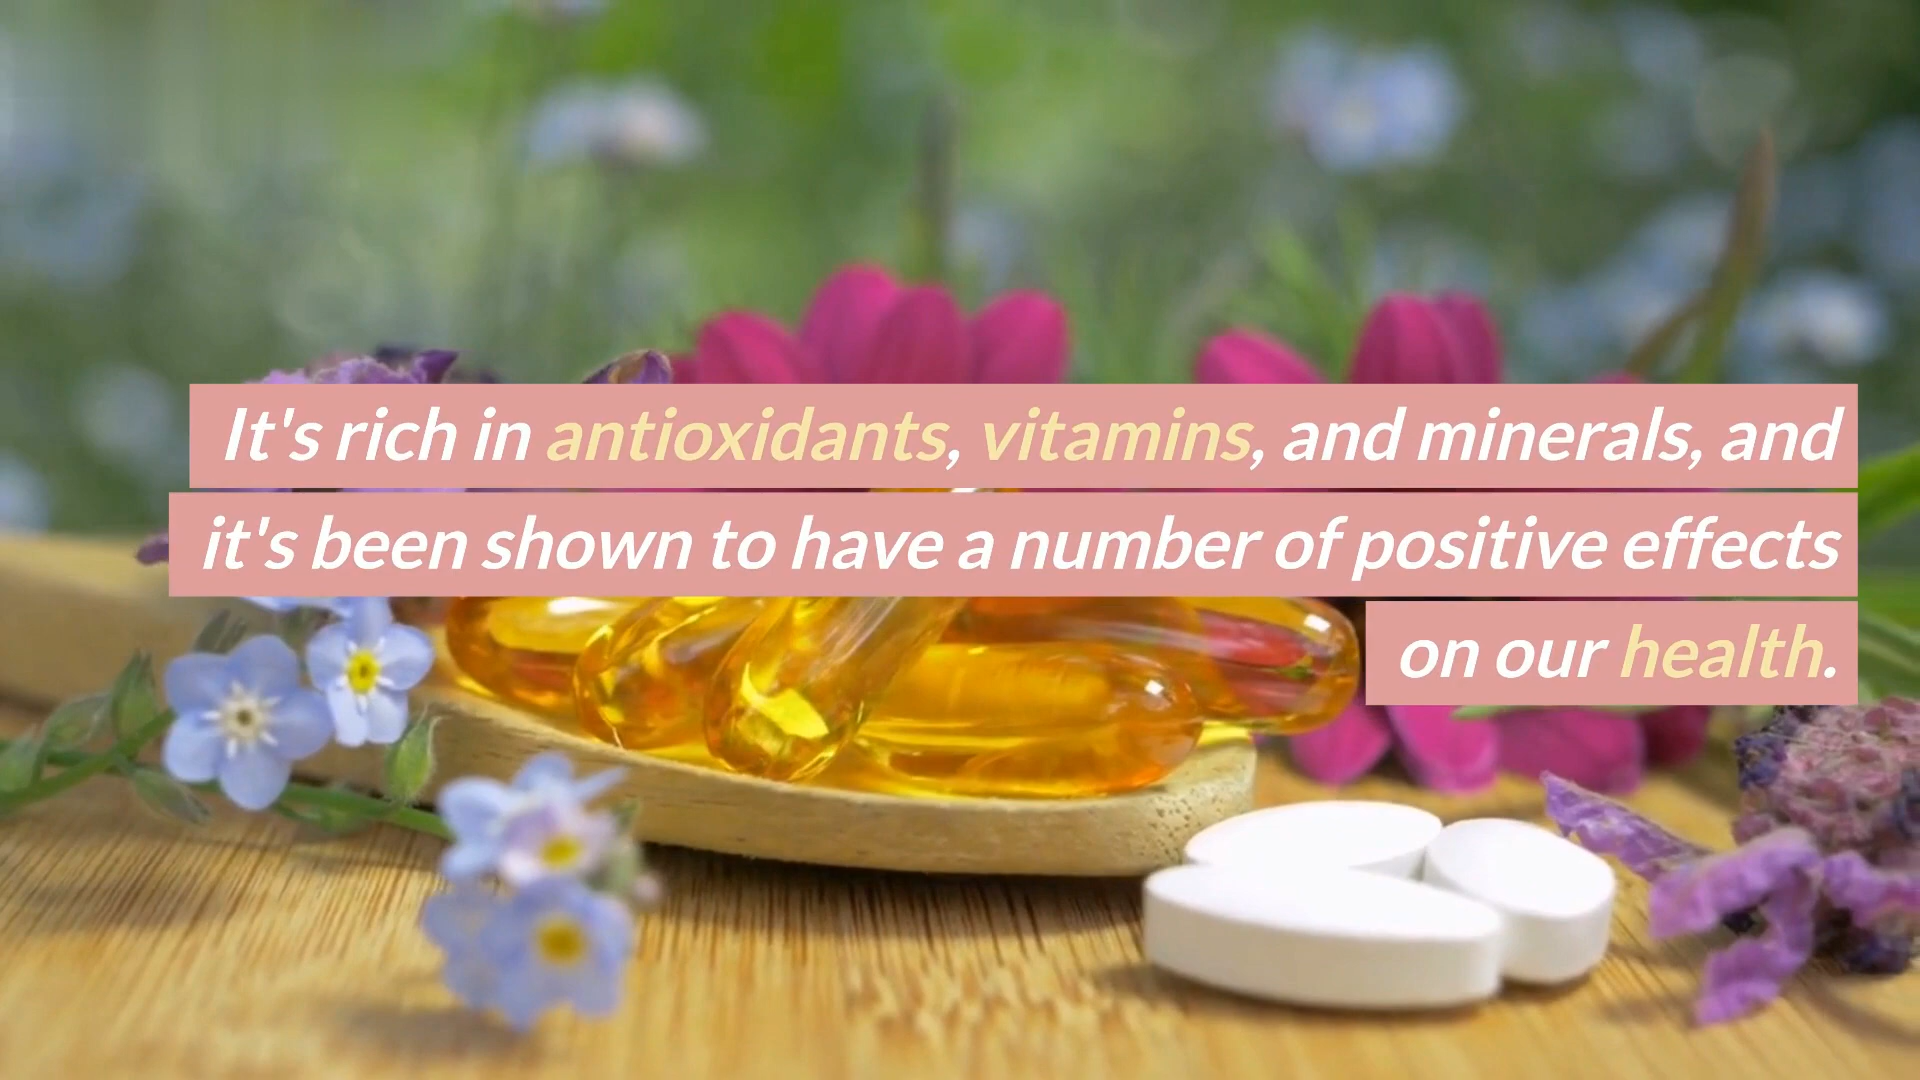 It's rich in antioxidants, vitamins, and minerals, and
it's been shown to have a number of positive effects
on our health.